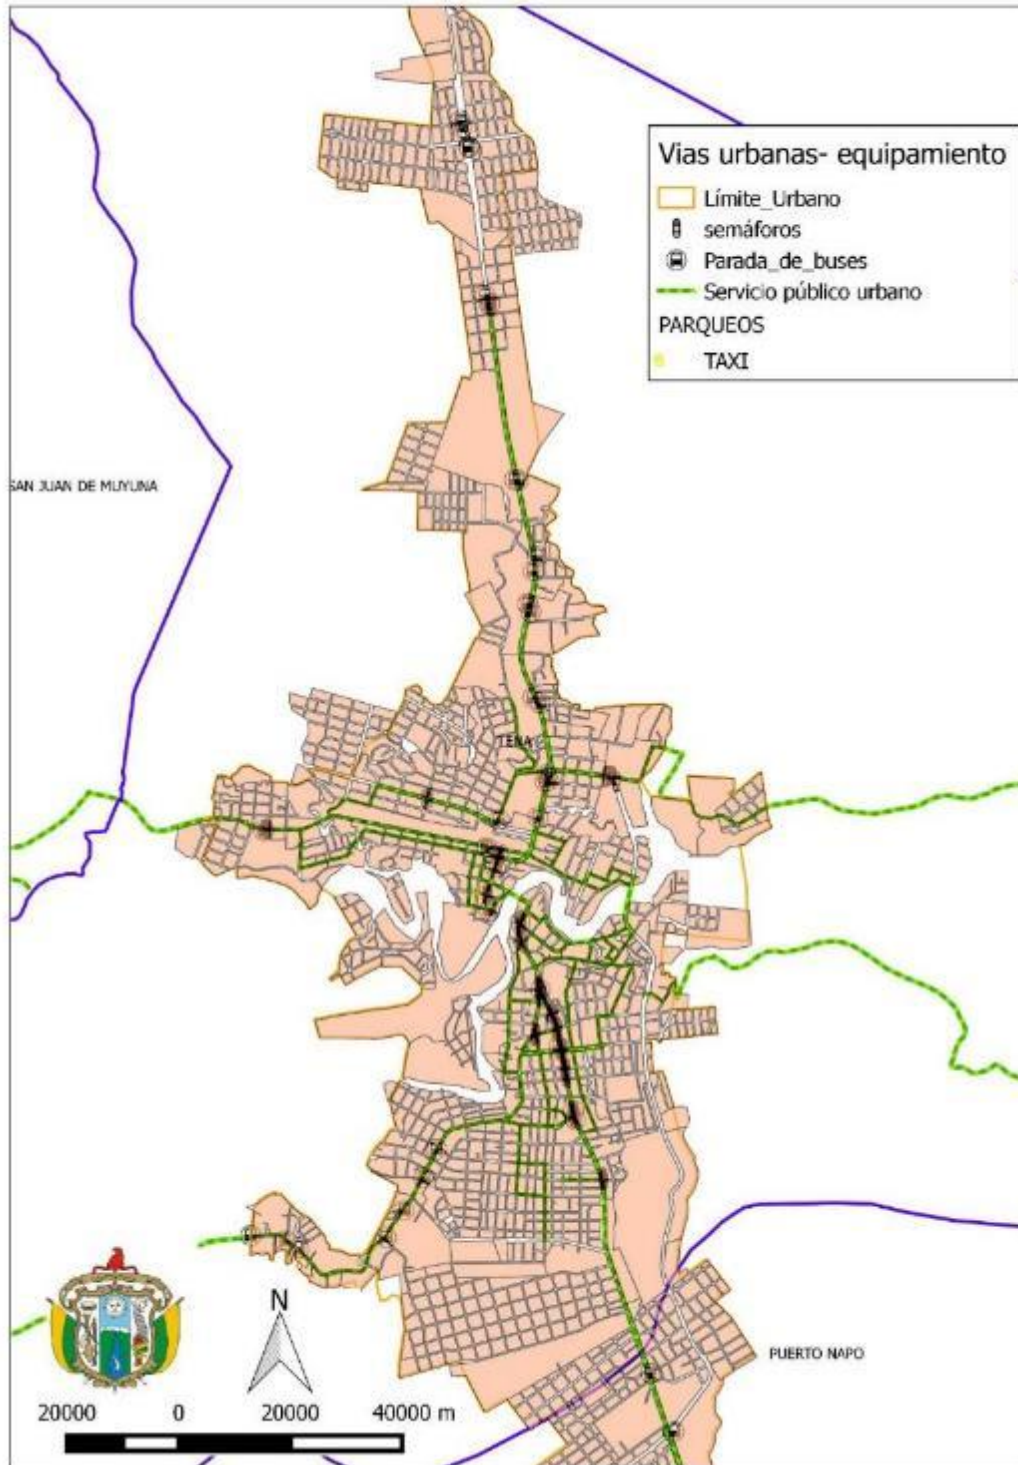 Vias urbanas- equipamiento
Límite_Urbano
semáforos
Parada_de_buses
Servicio público urbano
PARQUEOS
TAXI
SAN JUAN DE MUYUNA
TENA
PUERTO NAPO
N
20000 0 20000 40000 m